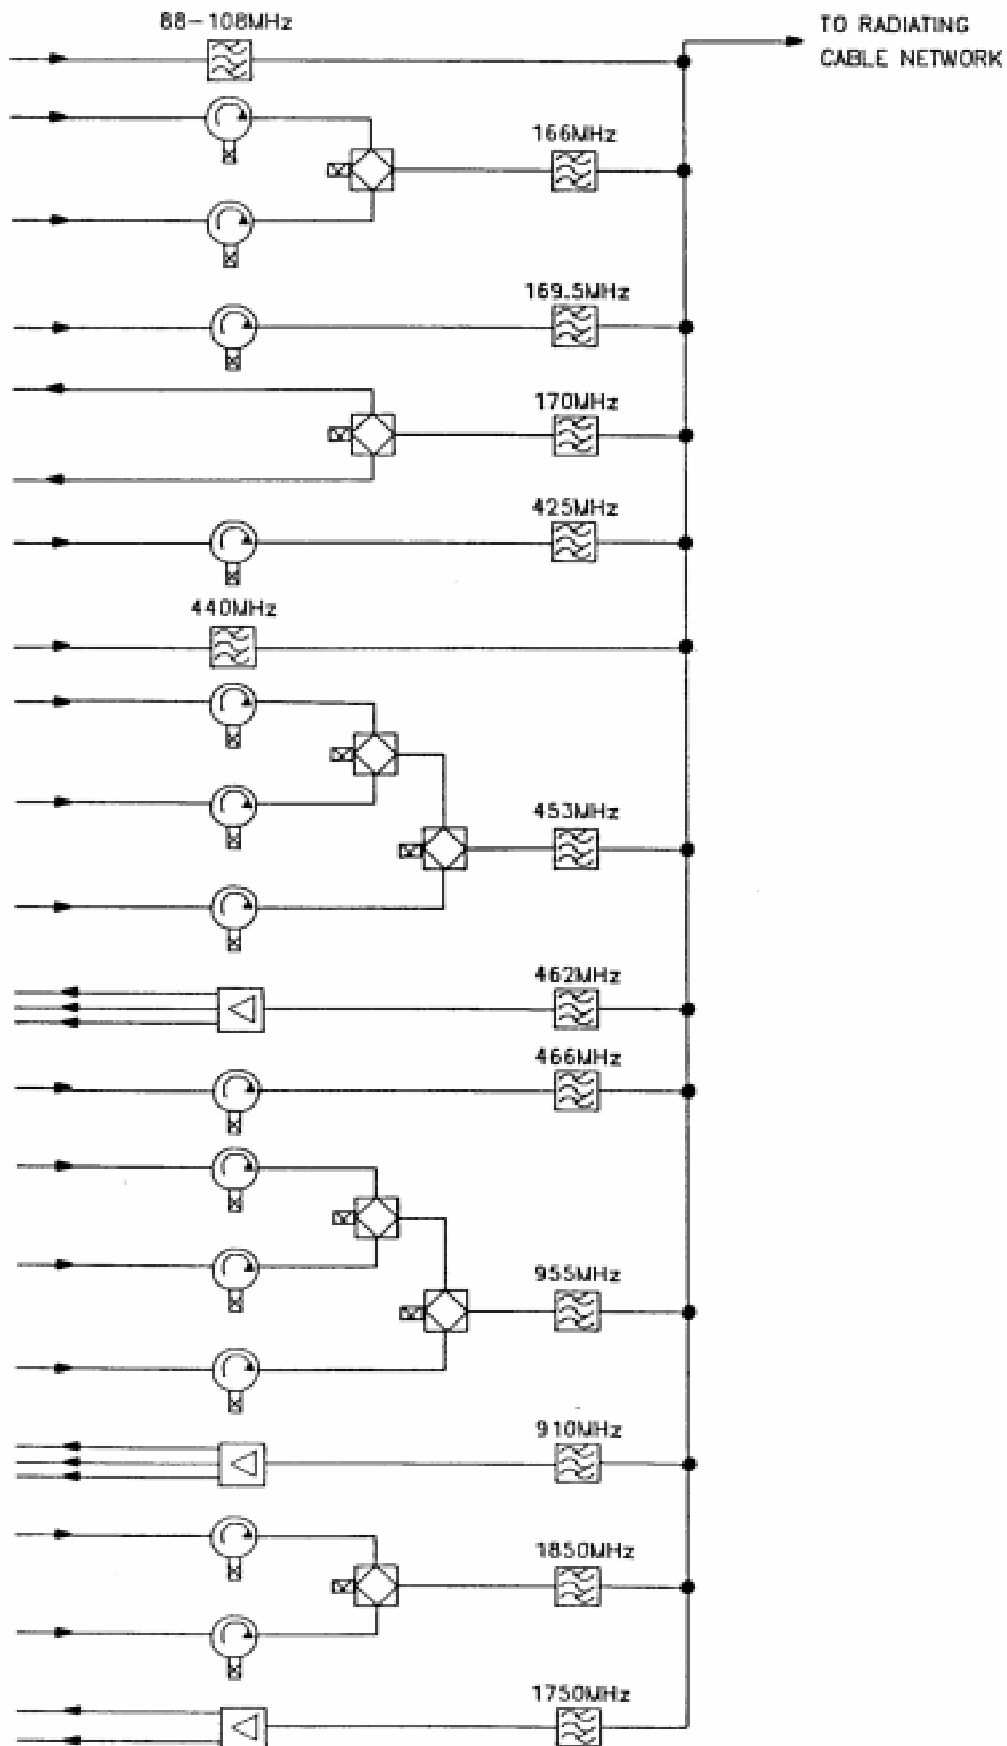 88-108MHz
TO RADIATING
CABLE NETWORK
166MHz
169.5MHz
170MHz
425MHz
440MHz
453MHz
462MHz
466MHz
955MHz
910MHz
1850MHz
1750MHz